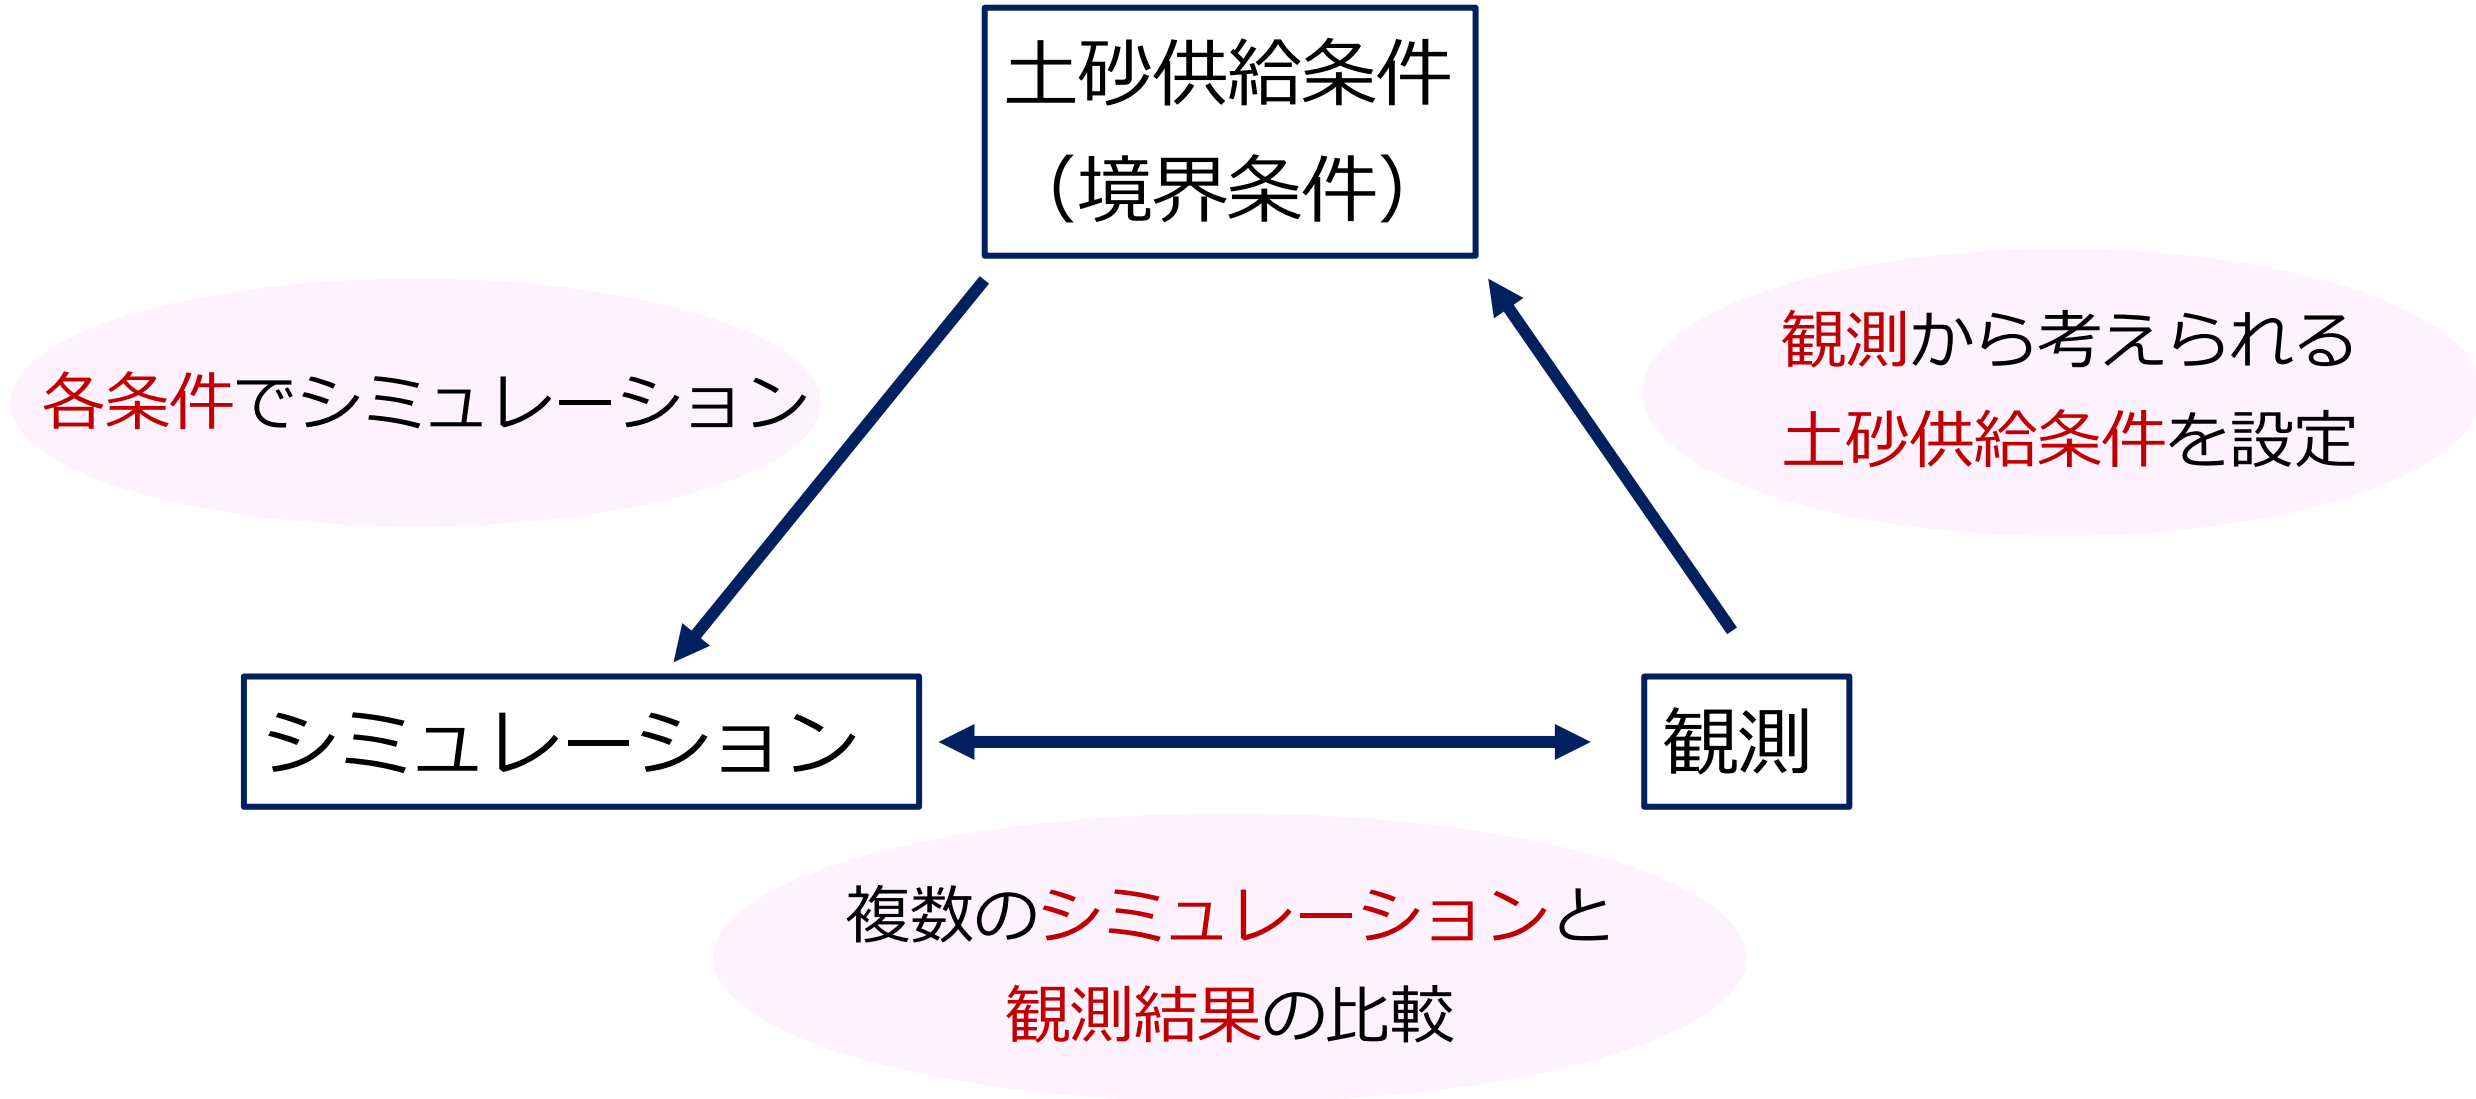 土砂供給条件
（境界条件）
各条件でシミュレーション
観測から考えられる
土砂供給条件を設定
シミュレーション
観測
複数のシミュレーションと
観測結果の比較